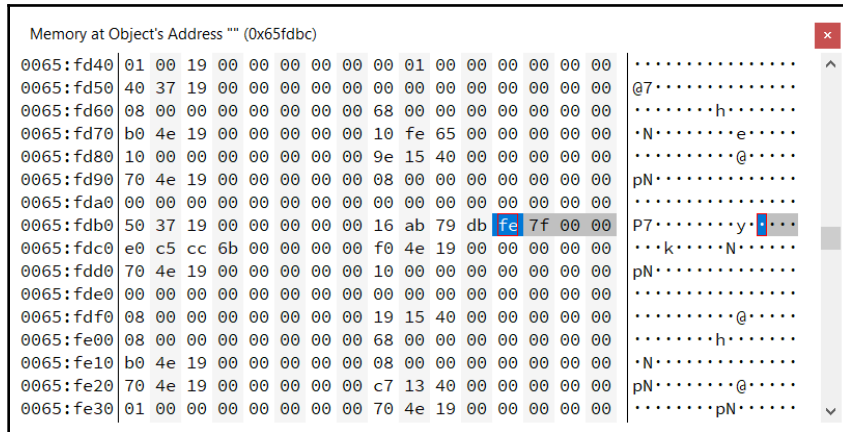 Memory at Object's Address "" (0x65fdbc)
0065:fd40 01 00 19 00 00 00 00 00 00 01 00 00 00 00 00 00 ················
0065:fd50 40 37 19 00 00 00 00 00 00 00 00 00 00 00 00 00 @7··············
0065:fd60 08 00 00 00 00 00 00 00 68 00 00 00 00 00 00 00 ········h·······
0065:fd70 b0 4e 19 00 00 00 00 00 10 fe 65 00 00 00 00 00 ·N········e·····
0065:fd80 10 00 00 00 00 00 00 00 9e 15 40 00 00 00 00 00 ··········@·····
0065:fd90 70 4e 19 00 00 00 00 00 08 00 00 00 00 00 00 00 pN··············
0065:fda0 00 00 00 00 00 00 00 00 00 00 00 00 00 00 00 00 ················
0065:fdb0 50 37 19 00 00 00 00 00 16 ab 79 db fe 7f 00 00 P7········y·····
0065:fdc0 e0 c5 cc 6b 00 00 00 00 f0 4e 19 00 00 00 00 00 ···k·····N······
0065:fdd0 70 4e 19 00 00 00 00 00 10 00 00 00 00 00 00 00 pN··············
0065:fde0 00 00 00 00 00 00 00 00 00 00 00 00 00 00 00 00 ················
0065:fdf0 08 00 00 00 00 00 00 00 19 15 40 00 00 00 00 00 ··········@·····
0065:fe00 08 00 00 00 00 00 00 00 68 00 00 00 00 00 00 00 ········h·······
0065:fe10 b0 4e 19 00 00 00 00 00 08 00 00 00 00 00 00 00 ·N··············
0065:fe20 70 4e 19 00 00 00 00 00 c7 13 40 00 00 00 00 00 pN········@·····
0065:fe30 01 00 00 00 00 00 00 00 70 4e 19 00 00 00 00 00 ········pN······